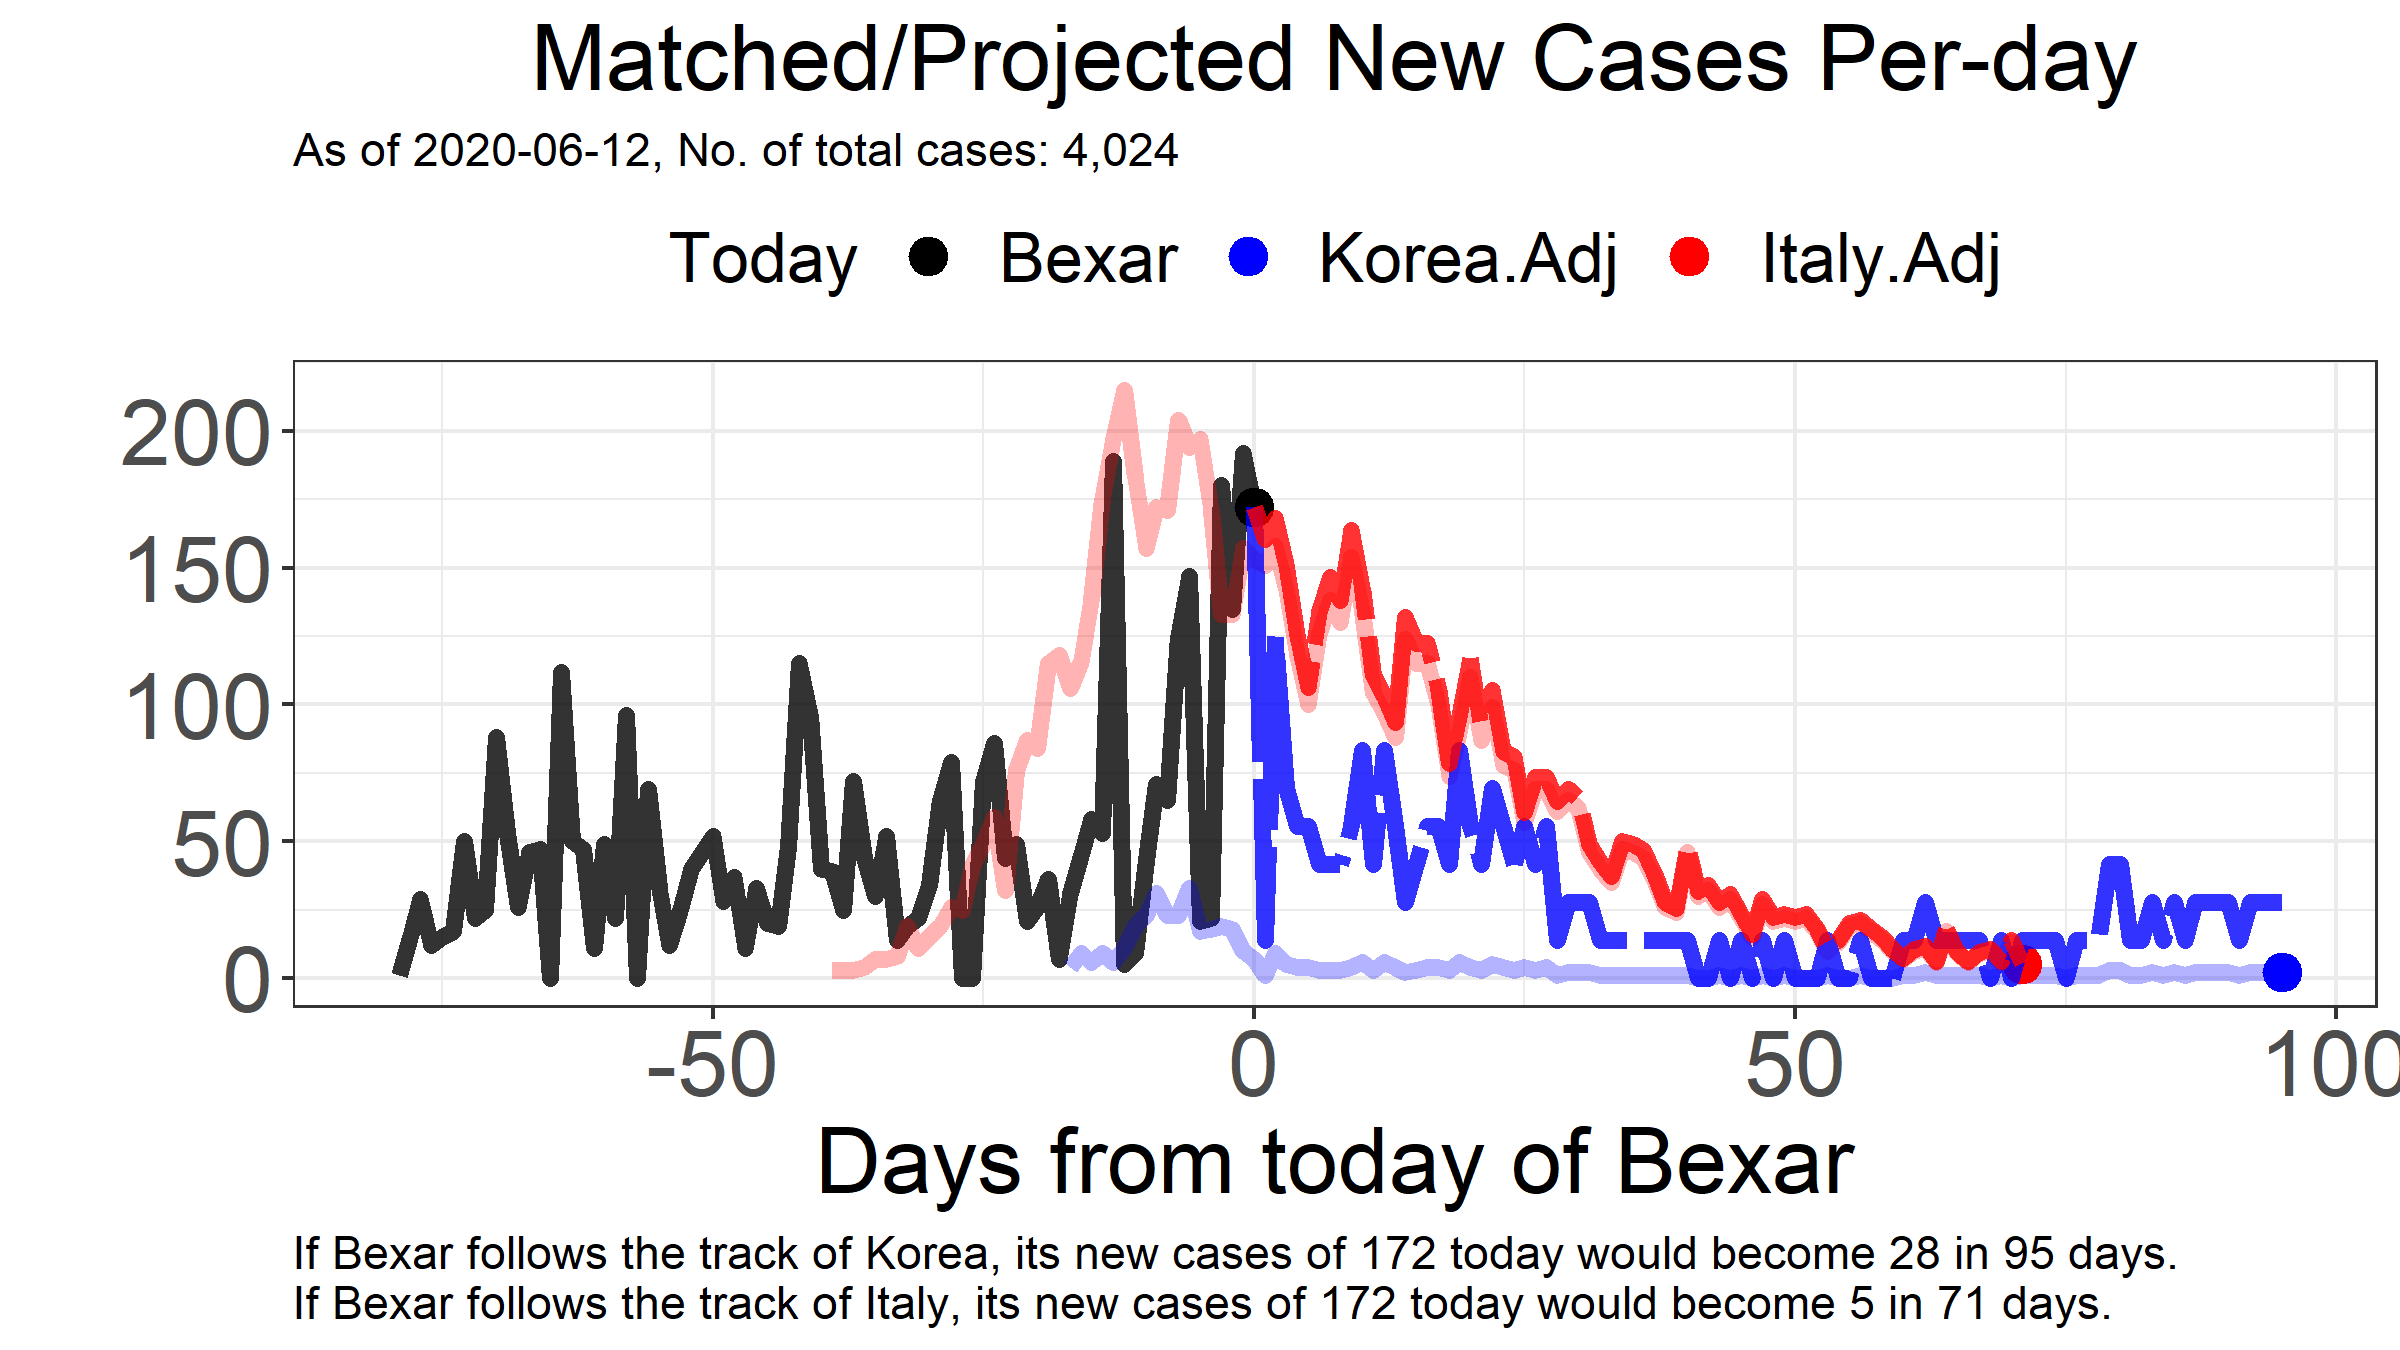 Matched/Projected New Cases Per-day
As of 2020-06-12, No. of total cases: 4,024
Today Bexar Korea.Adj Italy.Adj
200
150
100
50
0
-50 0 50 100
Days from today of Bexar
If Bexar follows the track of Korea, its new cases of 172 today would become 28 in 95 days.
If Bexar follows the track of Italy, its new cases of 172 today would become 5 in 71 days.